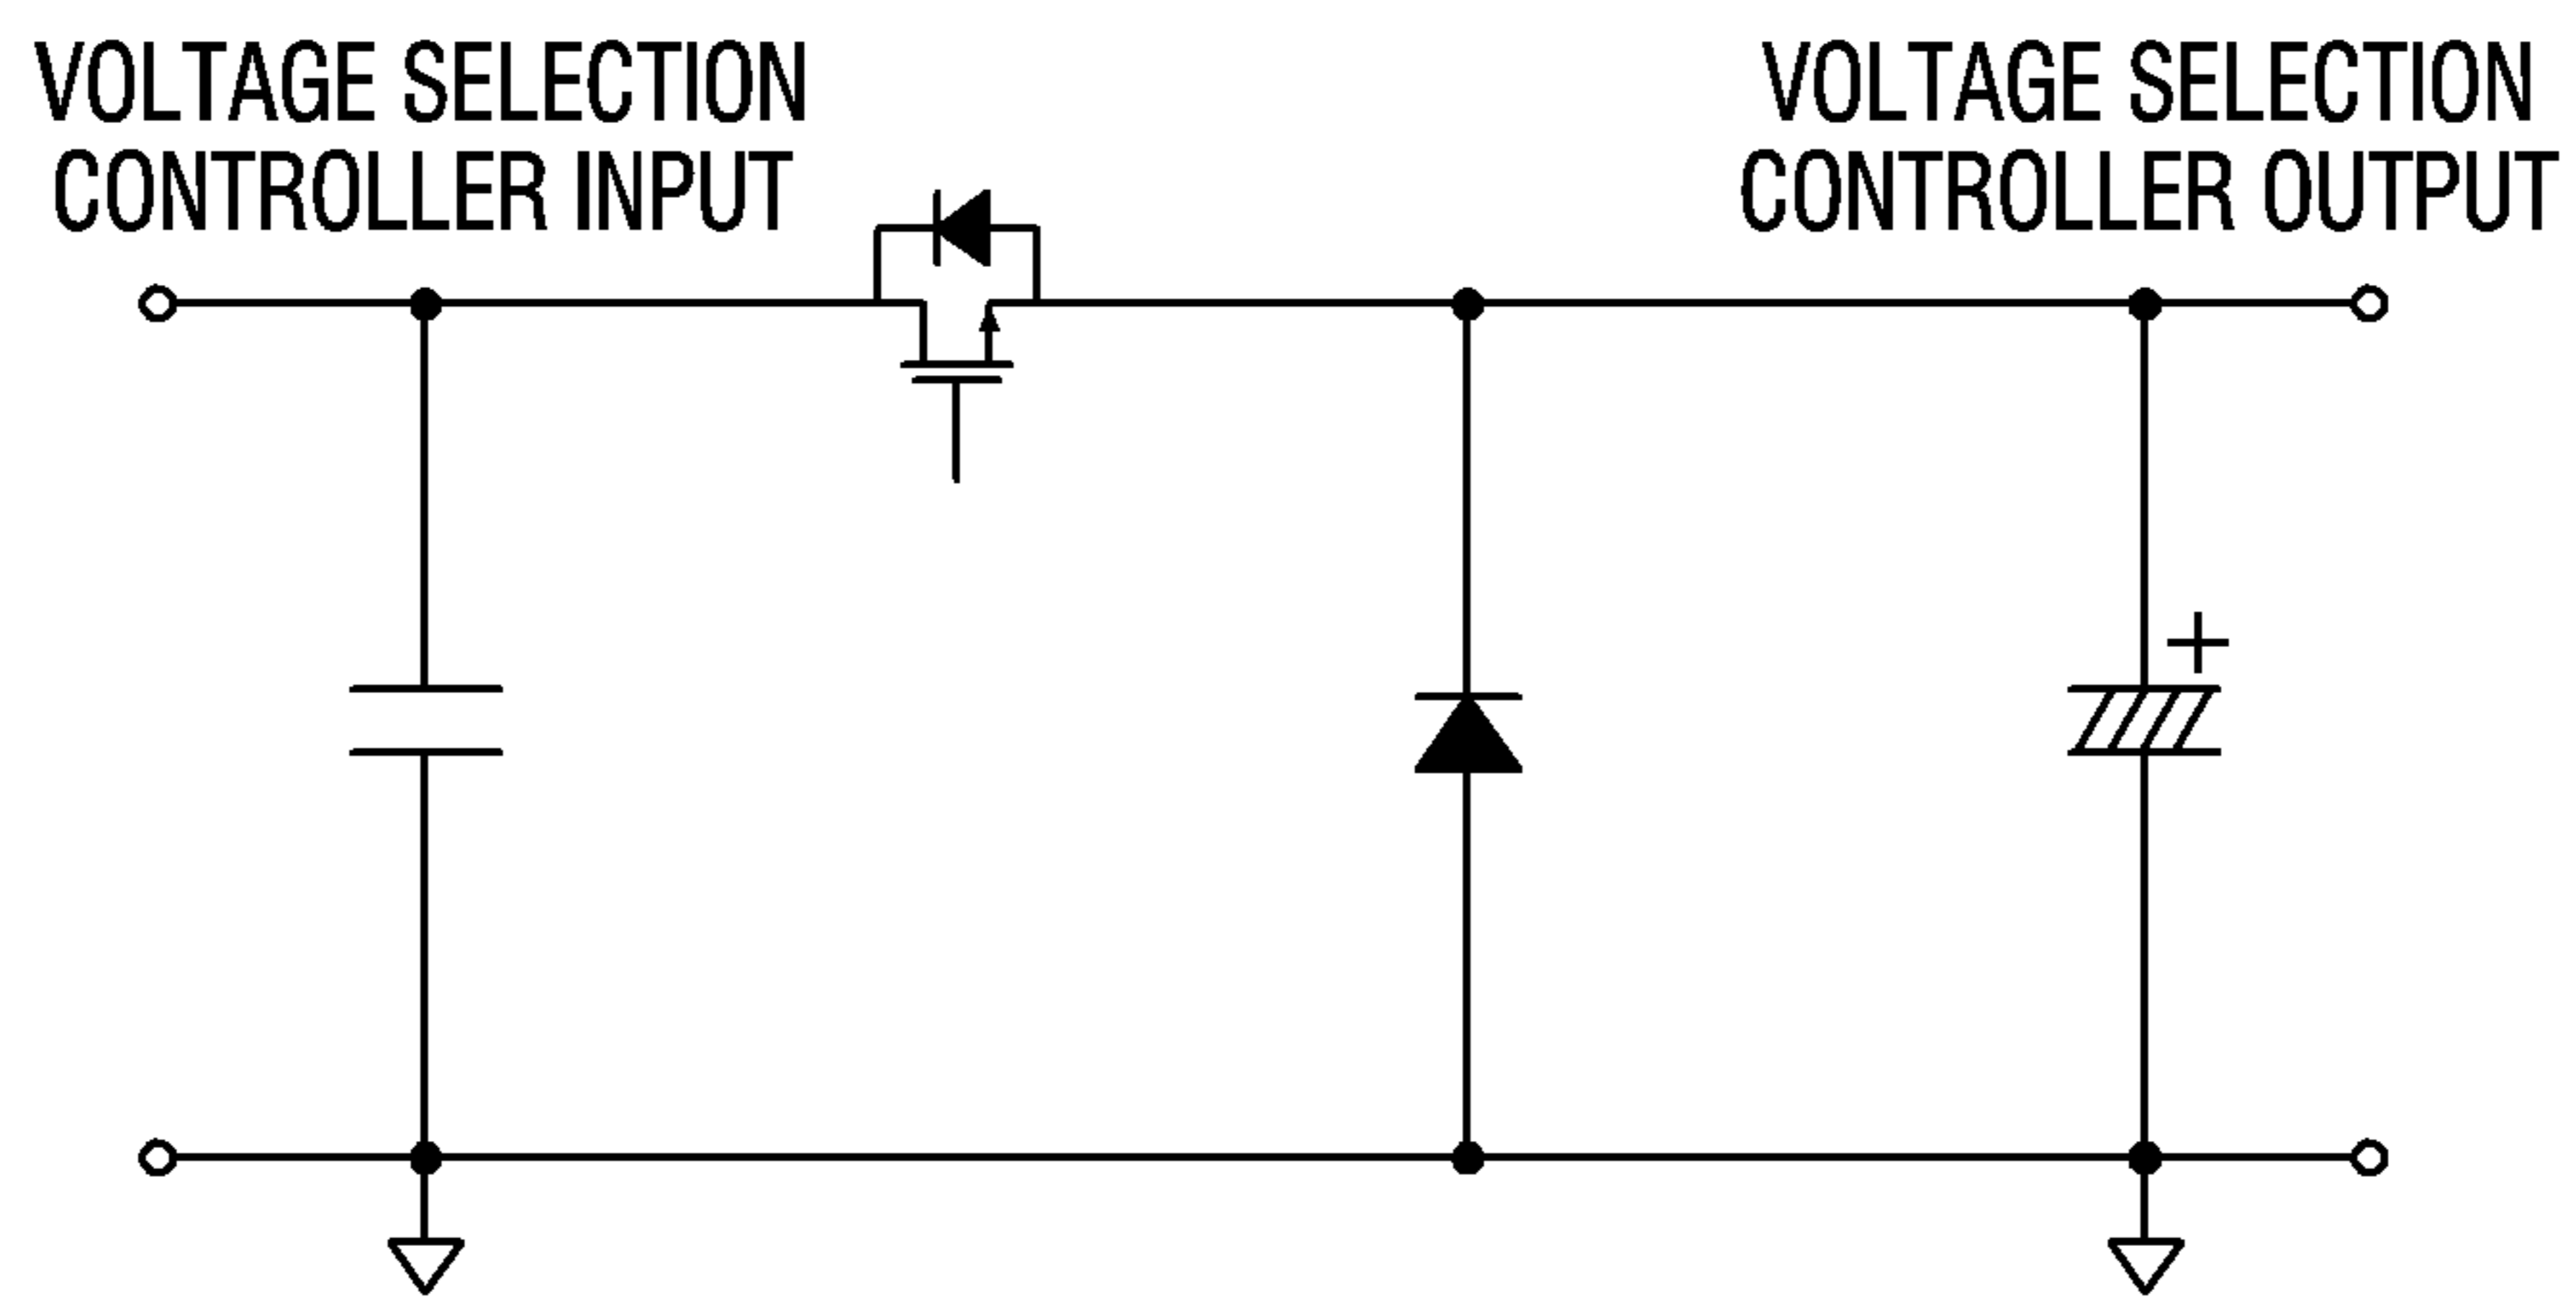 VOLTAGE SELECTION
CONTROLLER INPUT
VOLTAGE SELECTION
CONTROLLER OUTPUT
+